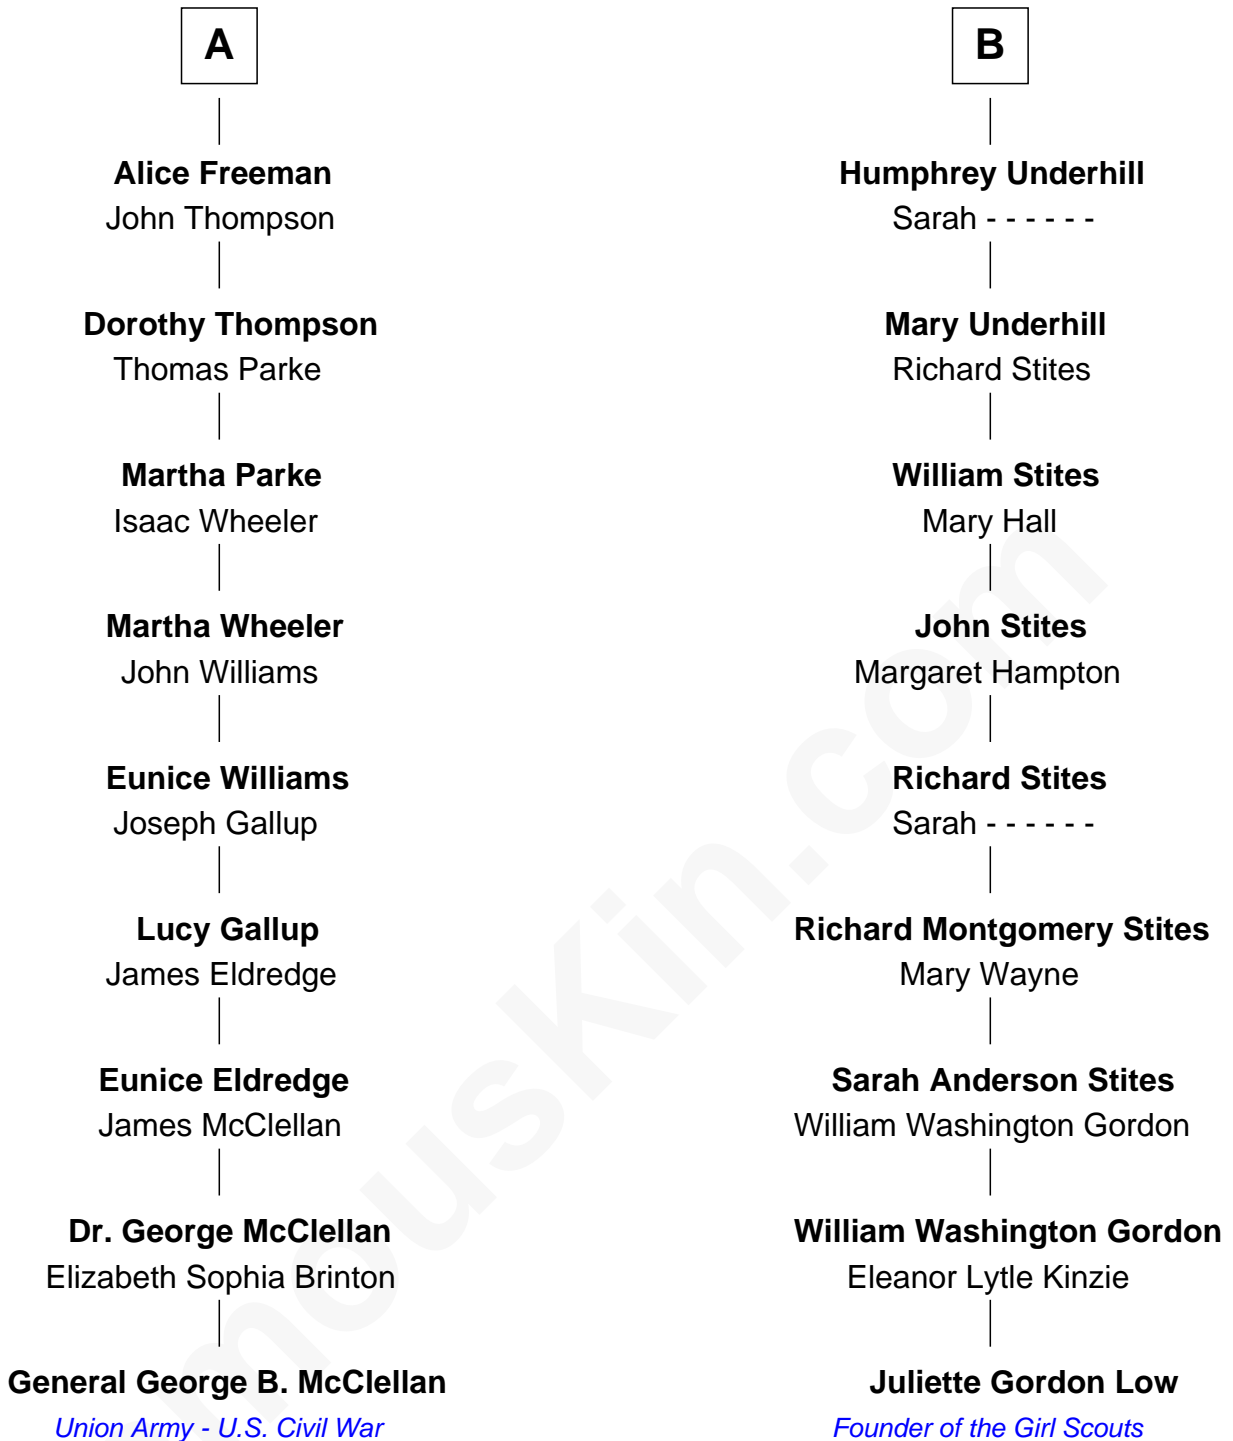 A
Alice Freeman
John Thompson
Dorothy Thompson
Thomas Parke
Martha Parke
Isaac Wheeler
Martha Wheeler
John Williams
Eunice Williams
Joseph Gallup
Lucy Gallup
James Eldredge
Eunice Eldredge
James McClellan
Dr. George McClellan
Elizabeth Sophia Brinton
General George B. McClellan
Union Army - U.S. Civil War
B
Humphrey Underhill
Sarah - - - - - -
Mary Underhill
Richard Stites
William Stites
Mary Hall
John Stites
Margaret Hampton
Richard Stites
Sarah - - - - - -
Richard Montgomery Stites
Mary Wayne
Sarah Anderson Stites
William Washington Gordon
William Washington Gordon
Eleanor Lytle Kinzie
Juliette Gordon Low
Founder of the Girl Scouts
mousKin.com